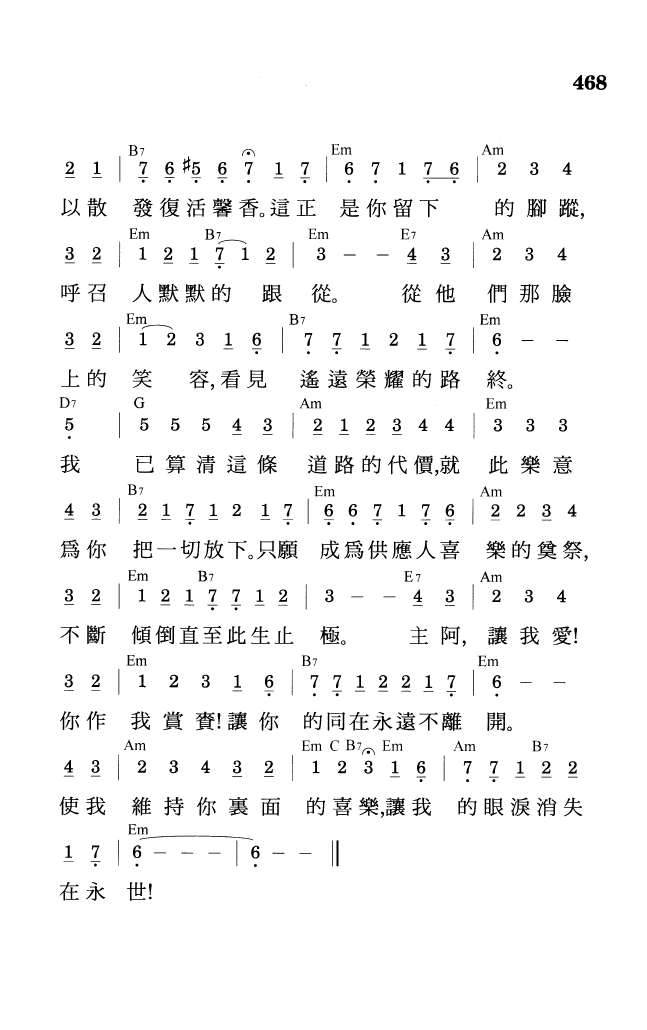 468
B7 Em Am
2 1 | 7 6 #5 6 7 1 7 | 6 7 1 7 6 | 2 3 4
以散 發復活馨香。這正 是你留下 的腳蹤,
Em B7 Em E7 Am
3 2 | 1 2 1 7 1 2 | 3 – – 4 3 | 2 3 4
呼召 人默默的 跟 從。 從他 們那臉
Em B7 Em
3 2 | 1 2 3 1 6 | 7 7 1 2 1 7 | 6 – –
上的 笑 容,看見 遙遠榮耀的路 終。
D7 G Am Em
5 | 5 5 5 4 3 | 2 1 2 3 4 4 | 3 3 3
我 已算清這條 道路的代價,就 此樂意
B7 Em Am
4 3 | 2 1 7 1 2 1 7 | 6 6 7 1 7 6 | 2 2 3 4
爲你 把一切放下。只願 成爲供應人喜 樂的奠祭,
Em B7 E7 Am
3 2 | 1 2 1 7 7 1 2 | 3 – – 4 3 | 2 3 4
不斷 傾倒直至此生止 極。 主阿, 讓我愛!
Em B7 Em
3 2 | 1 2 3 1 6 | 7 7 1 2 2 1 7 | 6 – –
你作 我賞賚!讓你 的同在永遠不離 開。
Am Em C B7 Em Am B7
4 3 | 2 3 4 3 2 | 1 2 3 1 6 | 7 7 1 2 2
使我 維持你裏面 的喜樂,讓我 的眼淚消失
Em
1 7 | 6 – – – | 6 – – ‖
在永 世!